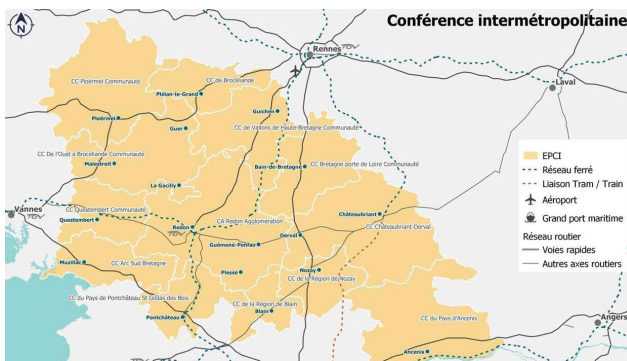 Conférence intermétropolitaine
N
Rennes
TGV
CC Ploërmel Communauté
CC de Brocéliande
Plélan-le-Grand
Laval
Guichen
Ploërmel
Guer
CC de Vallons de Haute-Bretagne Communauté
CC De l'Oust à Brocéliande Communauté
Malestroit
Bain-de-Bretagne
CC Bretagne porte de Loire Communauté
La Gacilly
Vannes
TGV
CC Questembert Communauté
Questembert
CA Redon Agglomération
Châteaubriant
Redon
TGV
CC Châteaubriant-Derval
Derval
Guémené-Penfao
Muzillac
CC Arc Sud Bretagne
Plessé
Nozay
CC de la Région de Nozay
CC du Pays de Pontchâteau St Gildas des Bois
CC de la Région de Blain
Blain
Pontchâteau
CC du Pays d'Ancenis
Ancenis
Angers
TGV
EPCI
Réseau ferré
Liaison Tram / Train
Aéroport
Grand port maritime
Réseau routier
Voies rapides
Autres axes routiers